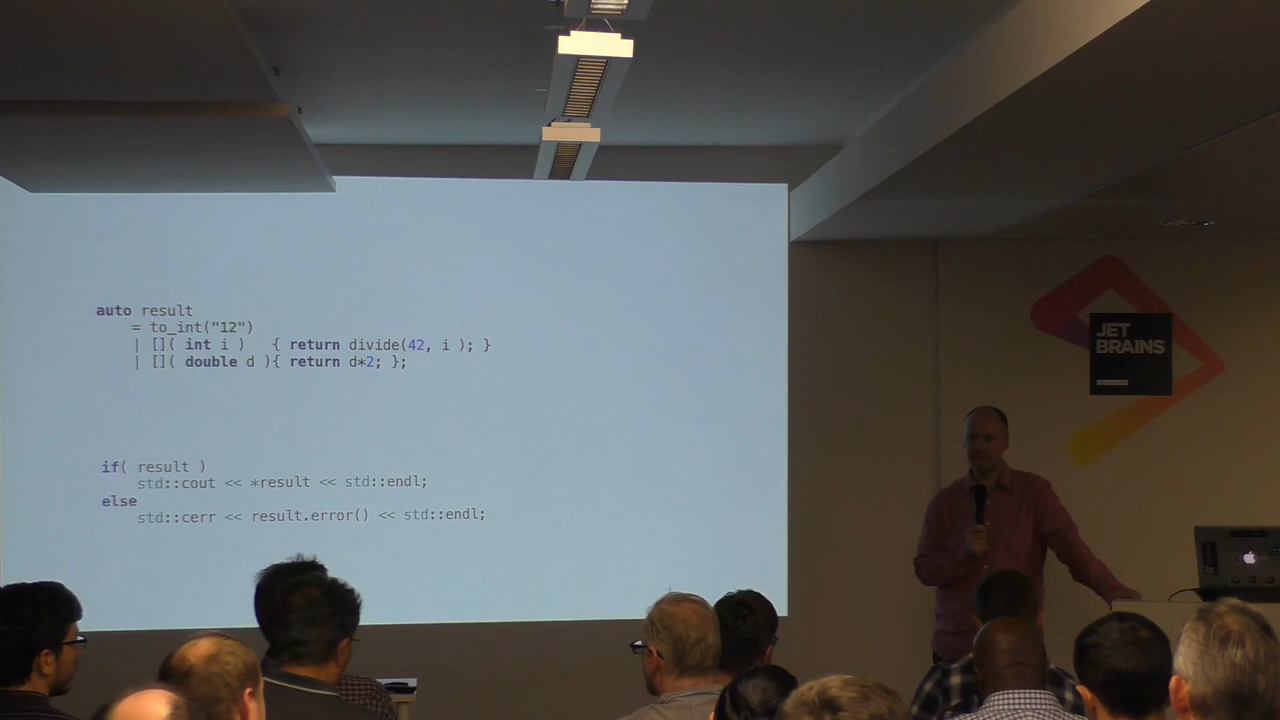 auto result
    = to_int("12")
    | []( int i )   { return divide(42, i ); }
    | []( double d ){ return d*2; };
if( result )
    std::cout << *result << std::endl;
else
    std::cerr << result.error() << std::endl;
JET
BRAINS